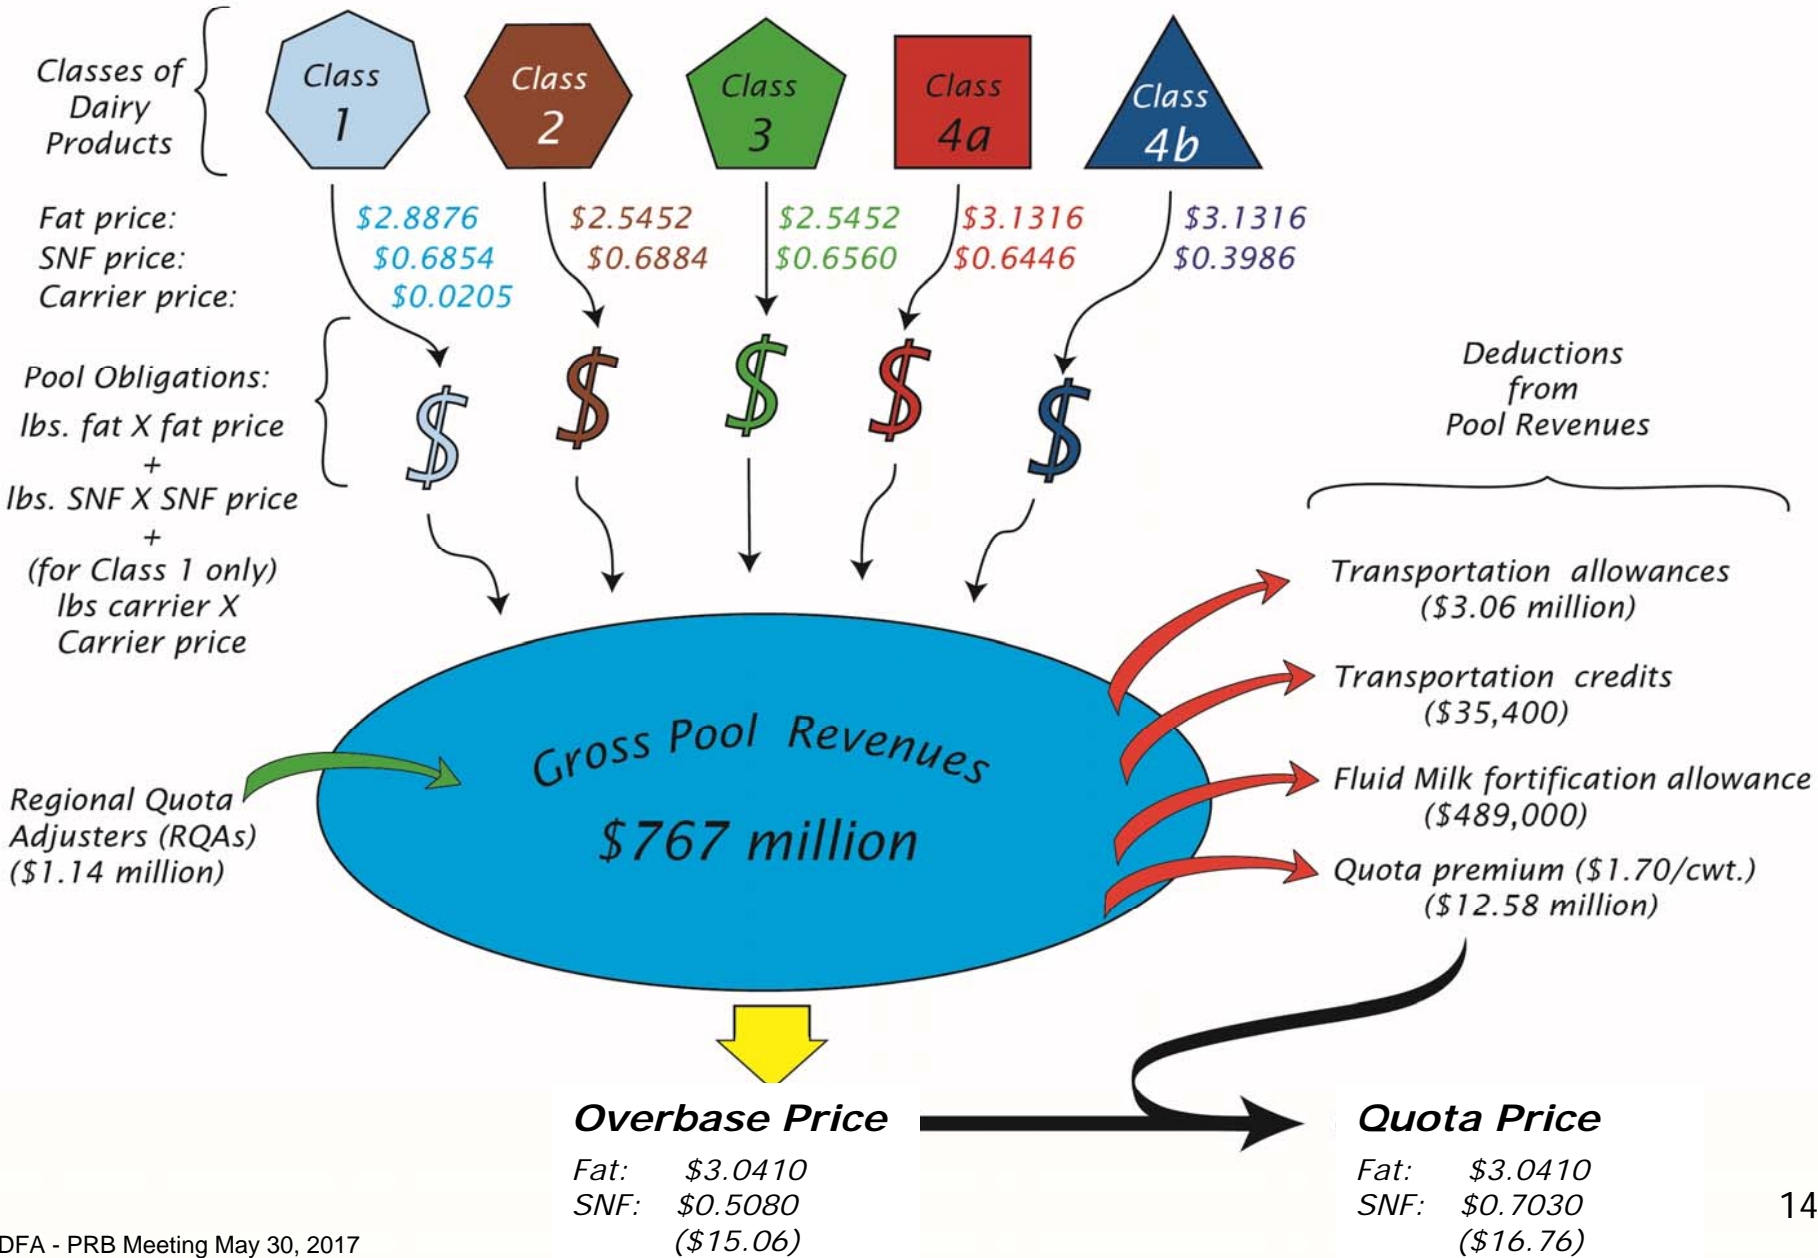 Classes of
Dairy
Products
Class
1
Class
2
Class
3
Class
4a
Class
4b
Fat price: $2.8876 $2.5452 $2.5452 $3.1316 $3.1316
SNF price: $0.6854 $0.6884 $0.6560 $0.6446 $0.3986
Carrier price: $0.0205
Pool Obligations:
lbs. fat X fat price
+
lbs. SNF X SNF price
+
(for Class 1 only)
lbs carrier X
Carrier price
$ $ $ $ $
Deductions
from
Pool Revenues
Transportation allowances
($3.06 million)
Transportation credits
($35,400)
Fluid Milk fortification allowance
($489,000)
Quota premium ($1.70/cwt.)
($12.58 million)
Gross Pool Revenues
$767 million
Regional Quota
Adjusters (RQAs)
($1.14 million)
Overbase Price
Fat: $3.0410
SNF: $0.5080
($15.06)
Quota Price
Fat: $3.0410
SNF: $0.7030
($16.76)
14
DFA - PRB Meeting May 30, 2017